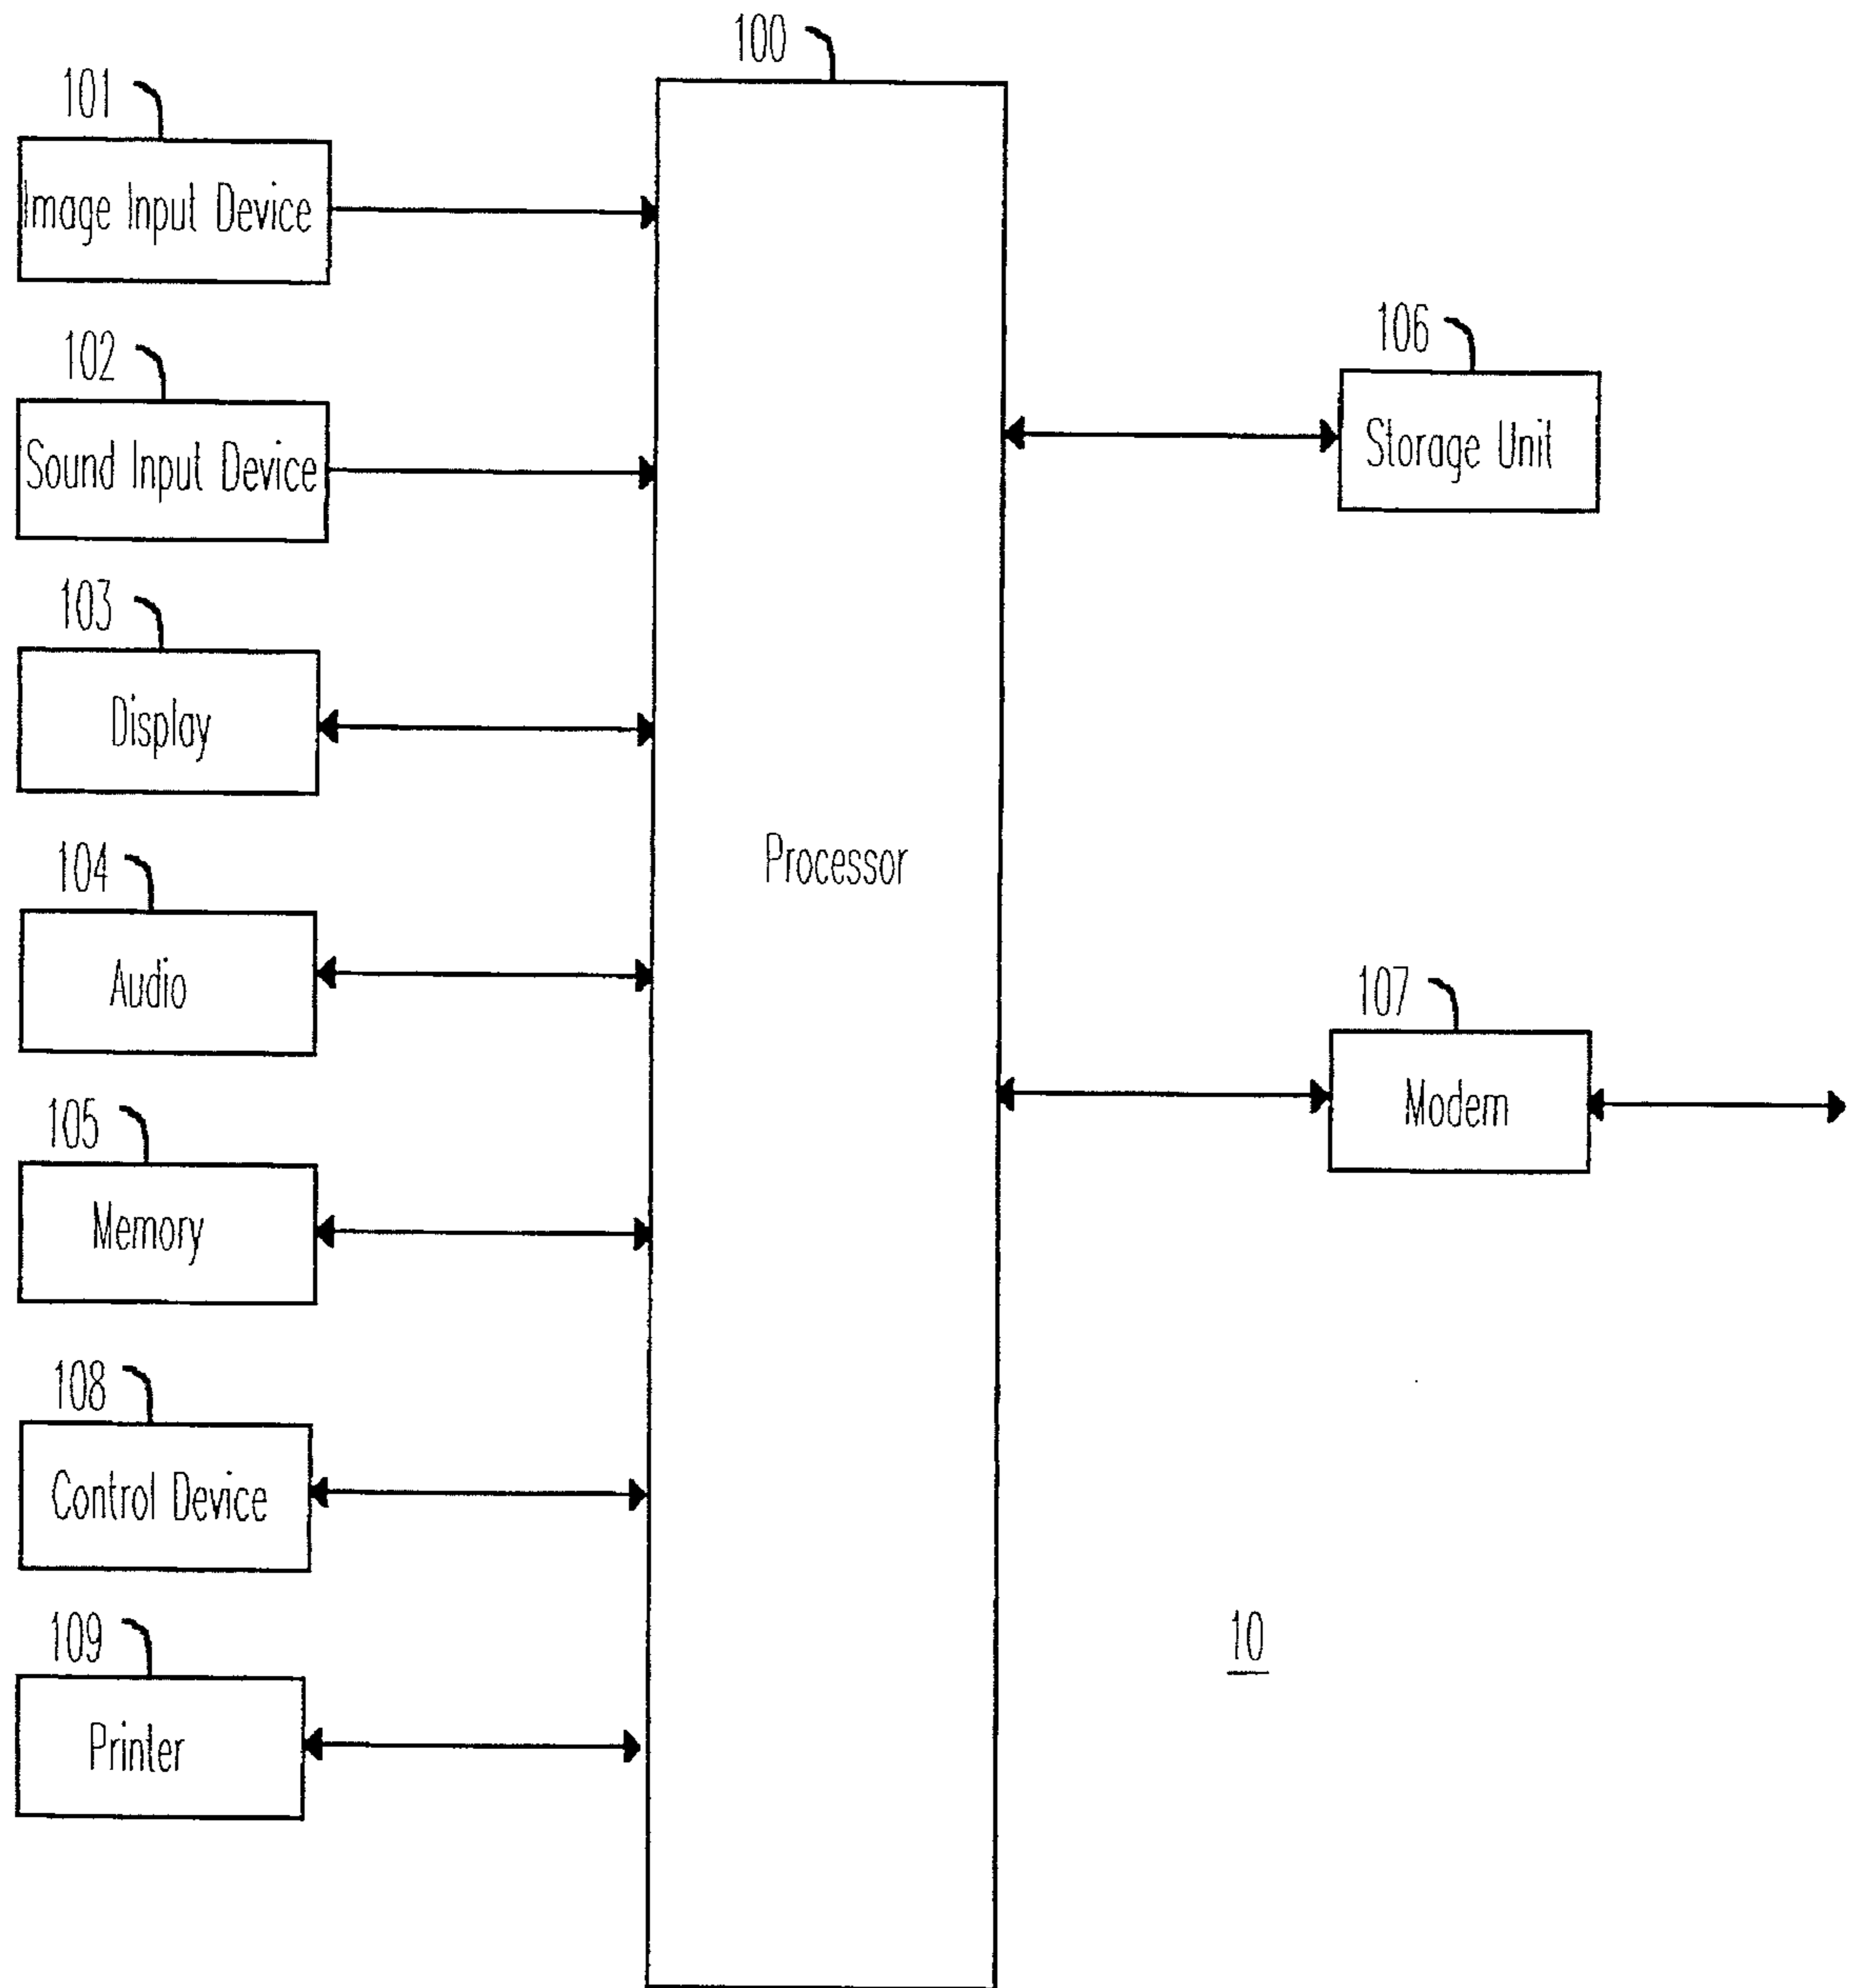 100
101
Image Input Device
102
Sound Input Device
103
Display
104
Audio
105
Memory
108
Control Device
109
Printer
Processor
106
Storage Unit
107
Modem
10